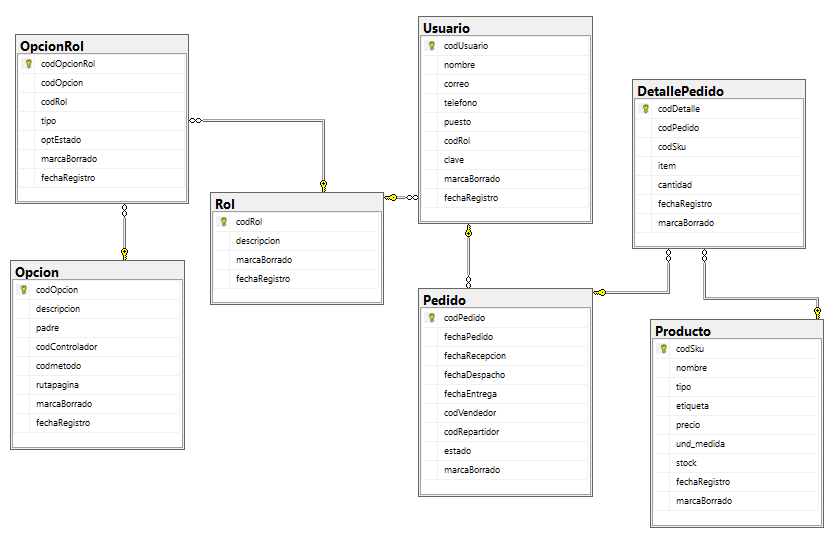 OpcionRol
codOpcionRol
codOpcion
codRol
tipo
optEstado
marcaBorrado
fechaRegistro
Opcion
codOpcion
descripcion
padre
codControlador
codmetodo
rutapagina
marcaBorrado
fechaRegistro
Rol
codRol
descripcion
marcaBorrado
fechaRegistro
Usuario
codUsuario
nombre
correo
telefono
puesto
codRol
clave
marcaBorrado
fechaRegistro
Pedido
codPedido
fechaPedido
fechaRecepcion
fechaDespacho
fechaEntrega
codVendedor
codRepartidor
estado
marcaBorrado
DetallePedido
codDetalle
codPedido
codSku
item
cantidad
fechaRegistro
marcaBorrado
Producto
codSku
nombre
tipo
etiqueta
precio
und_medida
stock
fechaRegistro
marcaBorrado